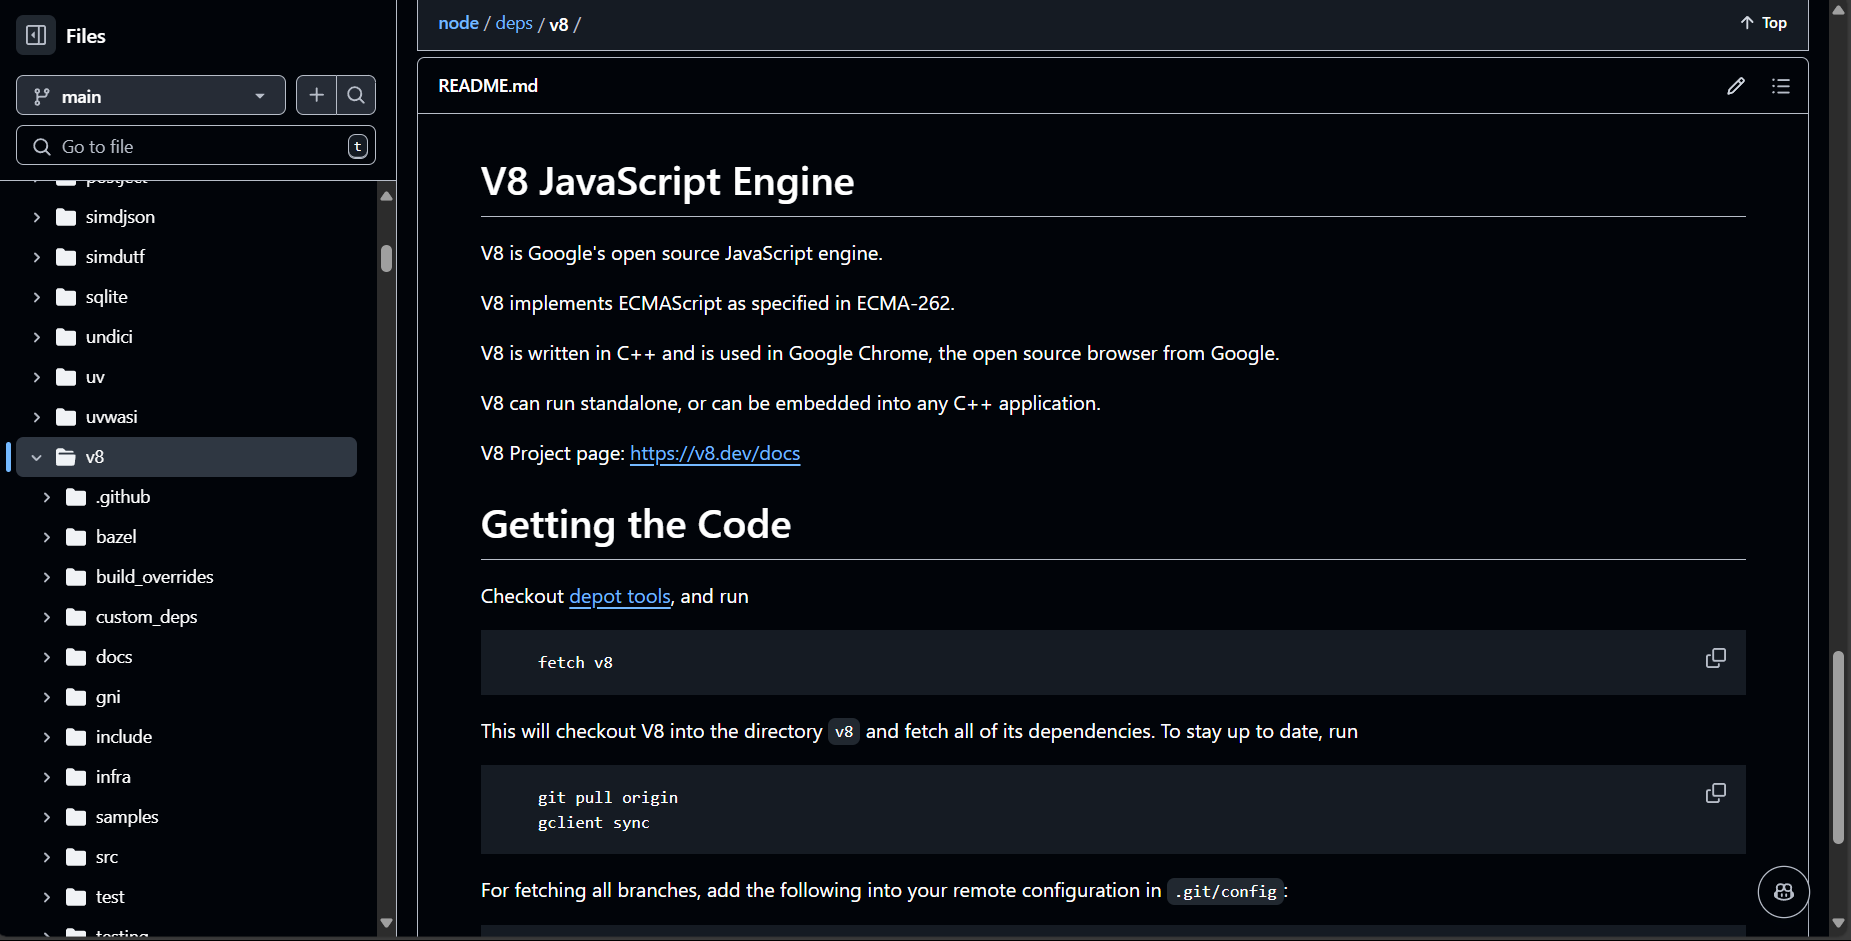 Files
main
Go to file
t
postject
simdjson
simdutf
sqlite
undici
uv
uvwasi
v8
.github
bazel
build_overrides
custom_deps
docs
gni
include
infra
samples
src
test
testing
node / deps / v8 /
Top
README.md
V8 JavaScript Engine
V8 is Google's open source JavaScript engine.
V8 implements ECMAScript as specified in ECMA-262.
V8 is written in C++ and is used in Google Chrome, the open source browser from Google.
V8 can run standalone, or can be embedded into any C++ application.
V8 Project page: https://v8.dev/docs
Getting the Code
Checkout depot tools, and run
fetch v8
This will checkout V8 into the directory v8 and fetch all of its dependencies. To stay up to date, run
git pull origin
gclient sync
For fetching all branches, add the following into your remote configuration in .git/config: